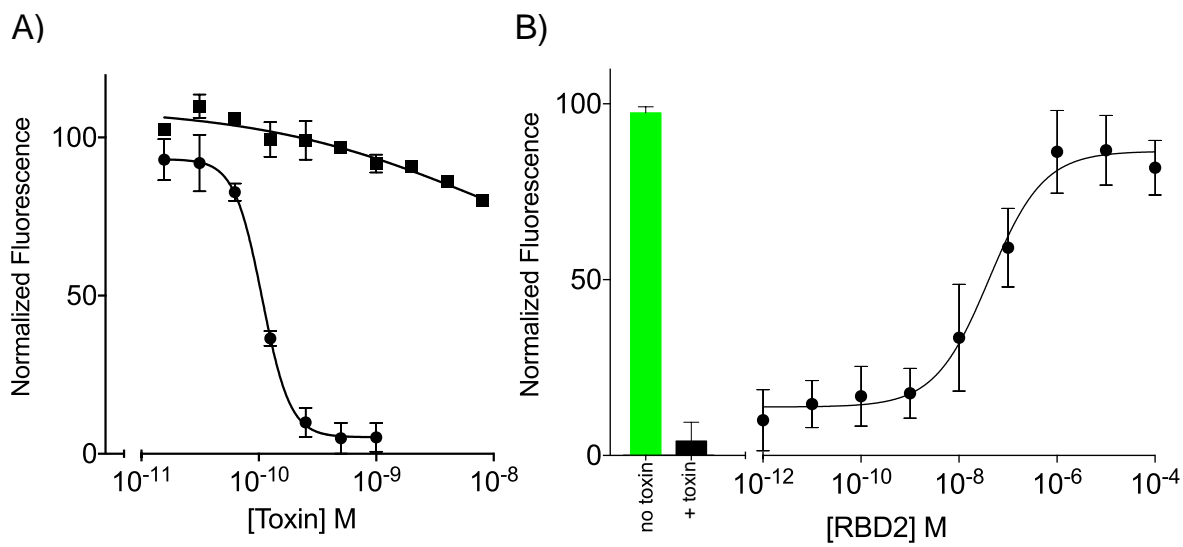 A)
Normalized Fluorescence
100
50
0
10⁻¹¹ 10⁻¹⁰ 10⁻⁹ 10⁻⁸
[Toxin] M
B)
Normalized Fluorescence
100
50
0
no toxin
+ toxin
10⁻¹² 10⁻¹⁰ 10⁻⁸ 10⁻⁶ 10⁻⁴
[RBD2] M